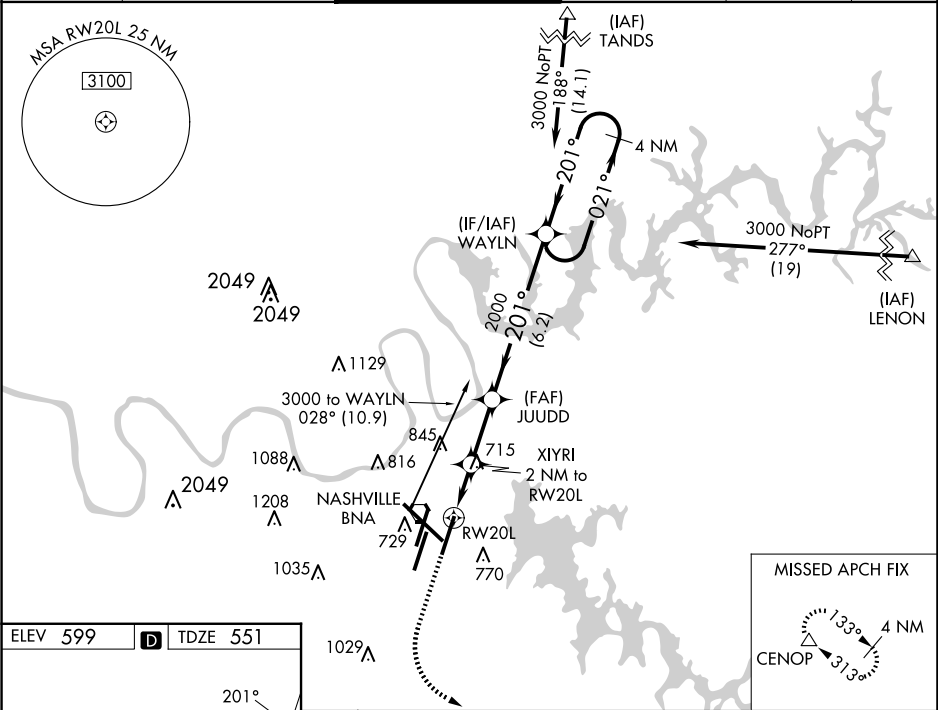 MSA RW20L 25 NM
3100
(IAF)
TANDS
3000 NoPT
188°
(14.1)
201°
4 NM
021°
(IF/IAF)
WAYLN
3000 NoPT
277°
(19)
(IAF)
LENON
2049
2049
2000
201°
(6.2)
1129
3000 to WAYLN
028° (10.9)
(FAF)
JUUDD
845
715
XIYRI
2 NM to
RW20L
1088
816
2049
1208
NASHVILLE
BNA
729
RW20L
770
1035
1029
MISSED APCH FIX
133°
4 NM
CENOP
313°
ELEV 599
D
TDZE 551
201°